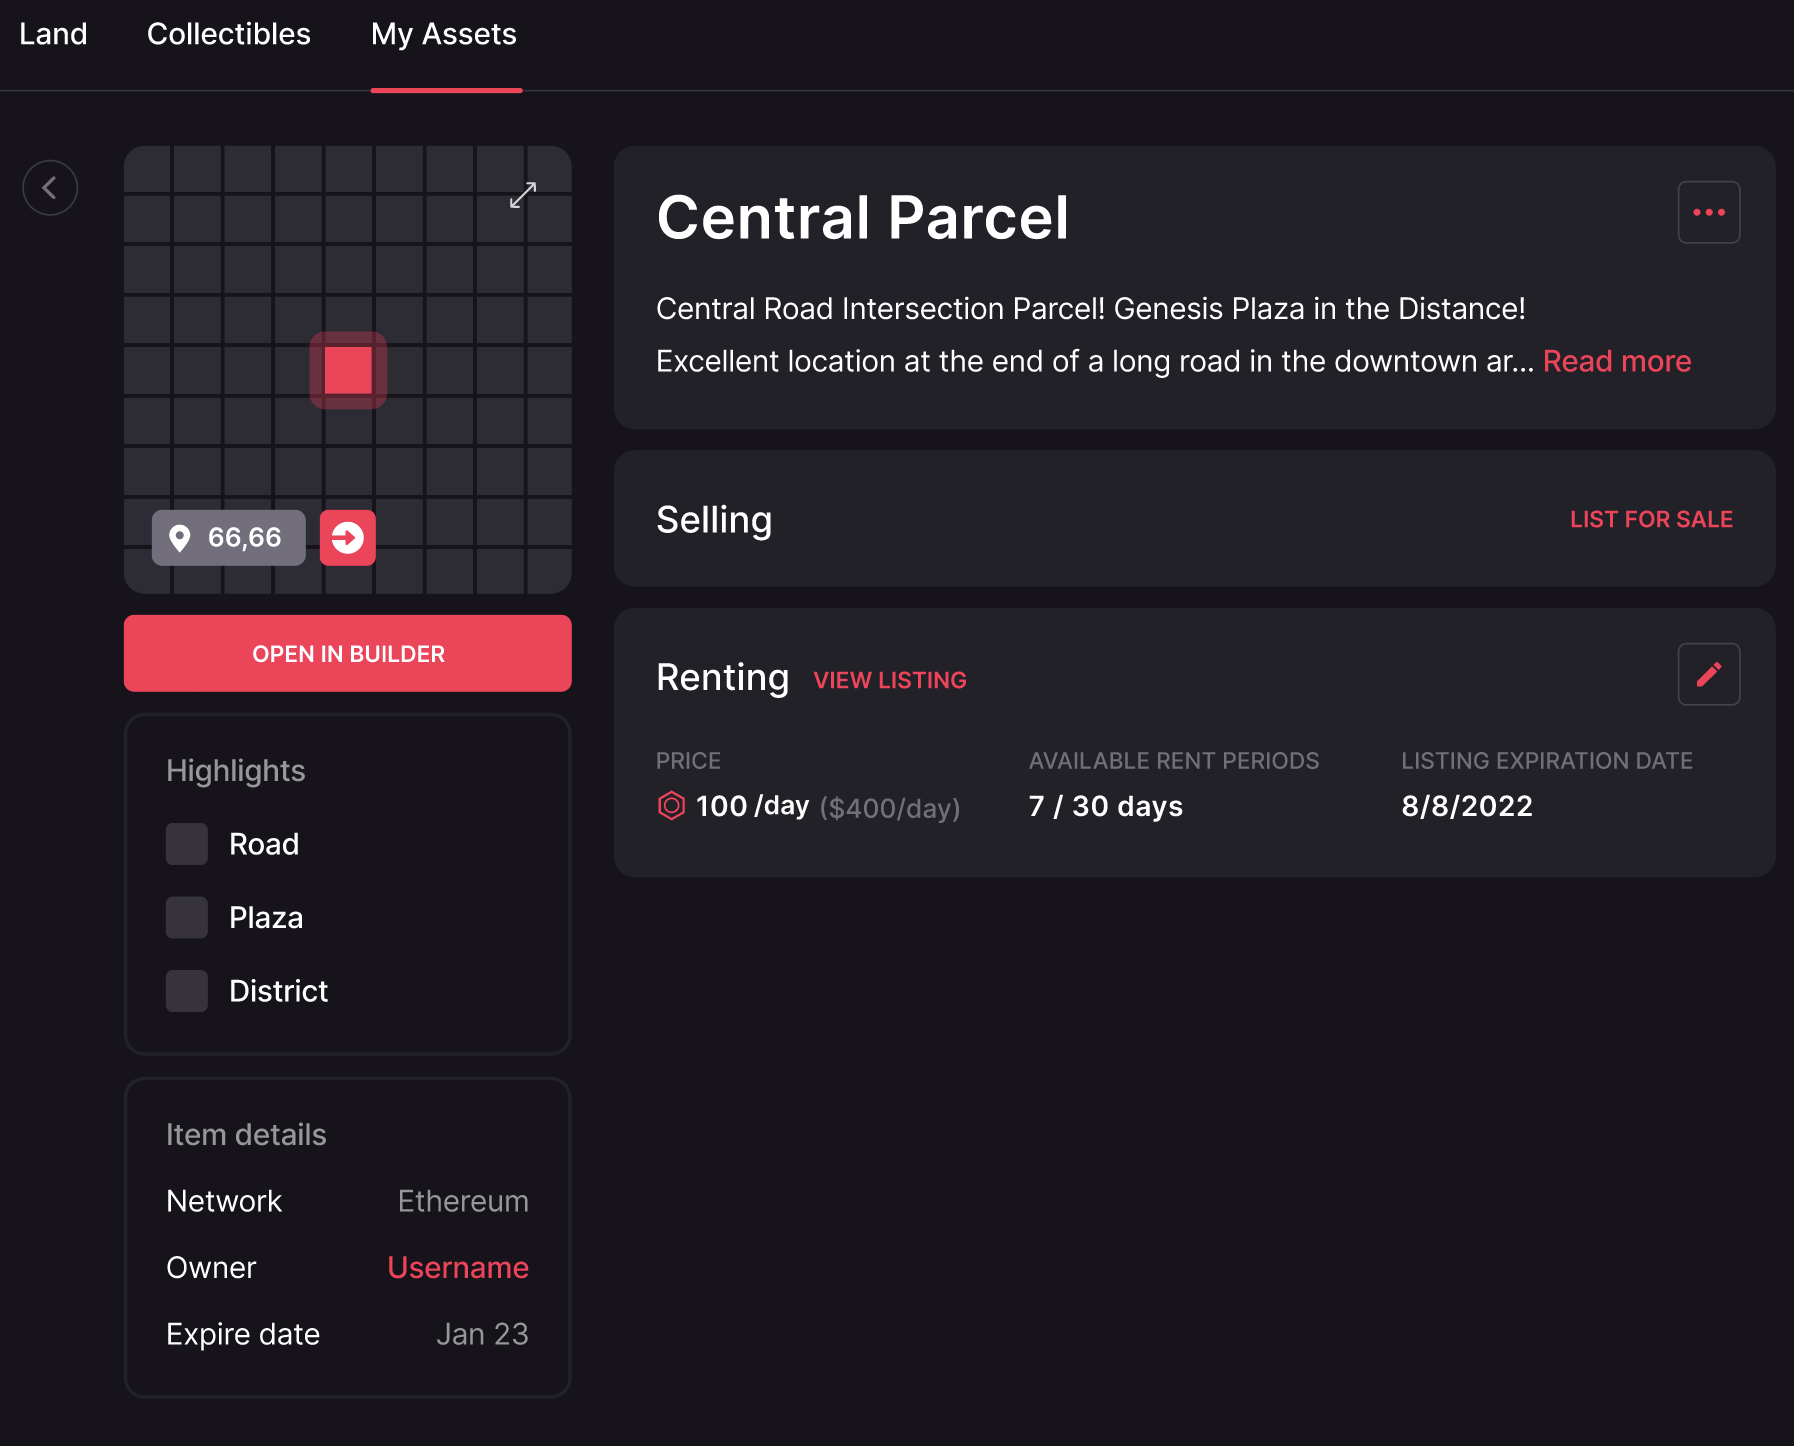 Land
Collectibles
My Assets
66,66
OPEN IN BUILDER
Highlights
Road
Plaza
District
Item details
Network Ethereum
Owner Username
Expire date Jan 23
Central Parcel
Central Road Intersection Parcel! Genesis Plaza in the Distance!
Excellent location at the end of a long road in the downtown ar... Read more
Selling
LIST FOR SALE
Renting VIEW LISTING
PRICE
100 /day ($400/day)
AVAILABLE RENT PERIODS
7 / 30 days
LISTING EXPIRATION DATE
8/8/2022